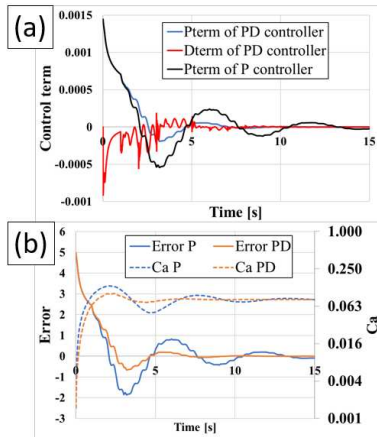 (a)
0.0015
0.001
0.0005
0
-0.0005
-0.001
Control term
Pterm of PD controller
Dterm of PD controller
Pterm of P controller
0 5 10 15
Time [s]
(b)
6
5
4
3
2
1
0
-1
-2
-3
Error
Error P Error PD
Ca P Ca PD
1.000
0.250
0.063
0.016
0.004
0.001
Ca
0 5 10 15
Time [s]